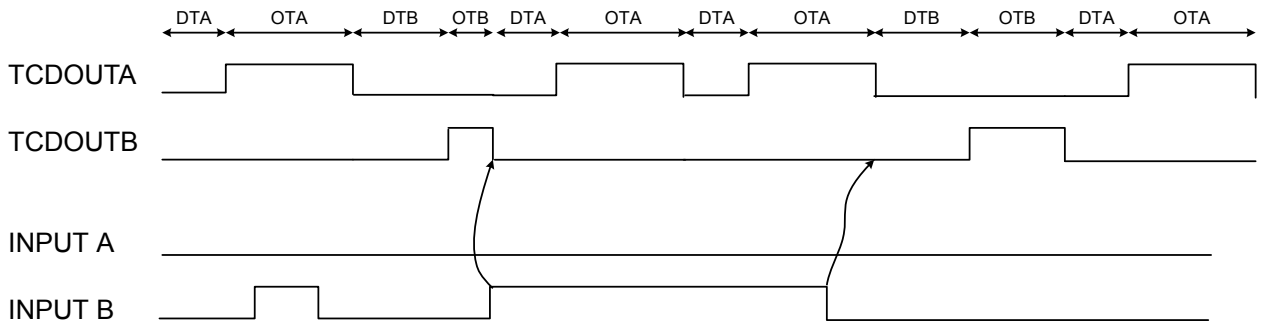 DTA OTA DTB OTB DTA OTA DTA OTA DTB OTB DTA OTA
TCDOUTA
TCDOUTB
INPUT A
INPUT B